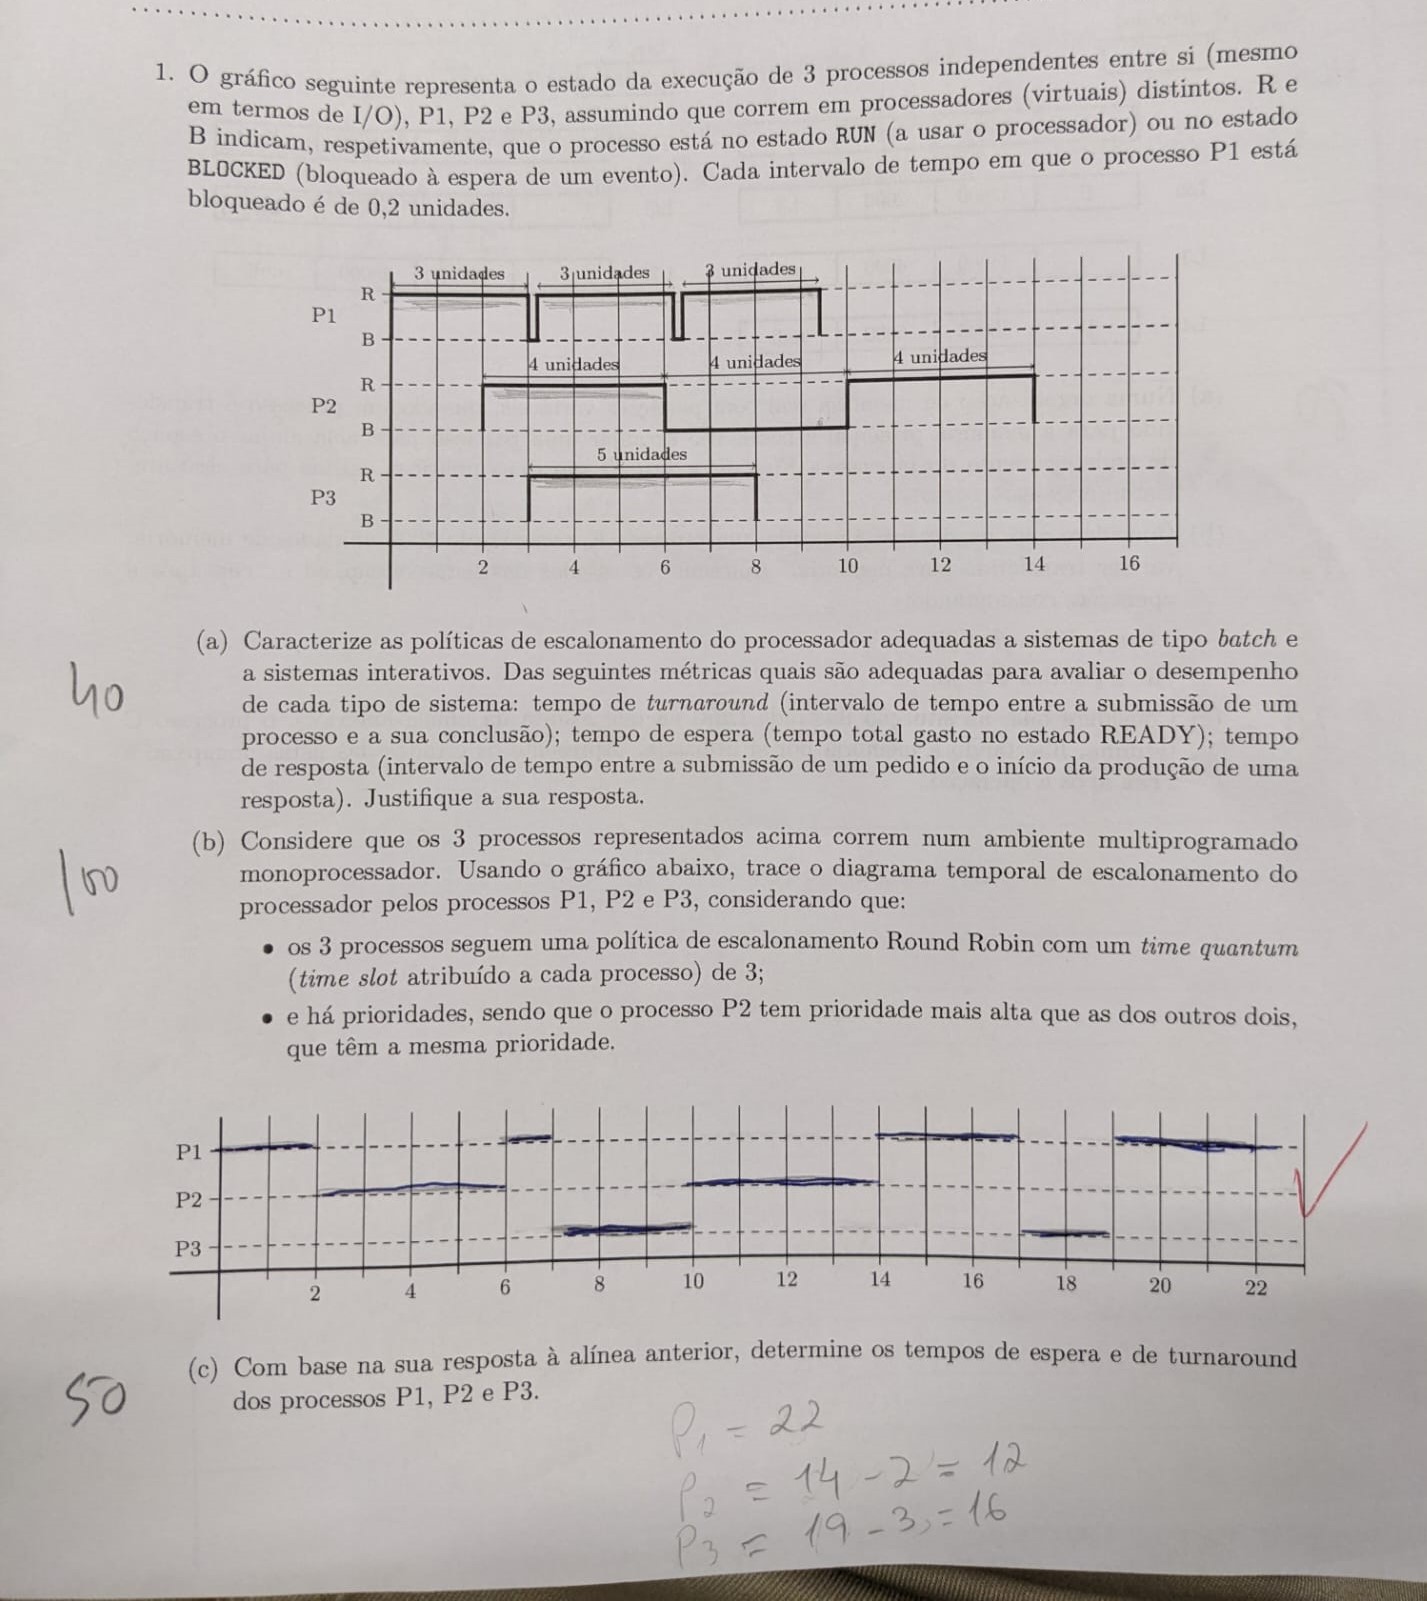 1. O gráfico seguinte representa o estado da execução de 3 processos independentes entre si (mesmo
em termos de I/O), P1, P2 e P3, assumindo que correm em processadores (virtuais) distintos. R e
B indicam, respetivamente, que o processo está no estado RUN (a usar o processador) ou no estado
BLOCKED (bloqueado à espera de um evento). Cada intervalo de tempo em que o processo P1 está
bloqueado é de 0,2 unidades.
3 unidades 3 unidades 3 unidades
R
P1
B
4 unidades 4 unidades 4 unidades
R
P2
B
5 unidades
R
P3
B
2 4 6 8 10 12 14 16
40
(a) Caracterize as políticas de escalonamento do processador adequadas a sistemas de tipo batch e
a sistemas interativos. Das seguintes métricas quais são adequadas para avaliar o desempenho
de cada tipo de sistema: tempo de turnaround (intervalo de tempo entre a submissão de um
processo e a sua conclusão); tempo de espera (tempo total gasto no estado READY); tempo
de resposta (intervalo de tempo entre a submissão de um pedido e o início da produção de uma
resposta). Justifique a sua resposta.
100
(b) Considere que os 3 processos representados acima correm num ambiente multiprogramado
monoprocessador. Usando o gráfico abaixo, trace o diagrama temporal de escalonamento do
processador pelos processos P1, P2 e P3, considerando que:
• os 3 processos seguem uma política de escalonamento Round Robin com um time quantum
(time slot atribuído a cada processo) de 3;
• e há prioridades, sendo que o processo P2 tem prioridade mais alta que as dos outros dois,
que têm a mesma prioridade.
P1
P2
P3
2 4 6 8 10 12 14 16 18 20 22
50
(c) Com base na sua resposta à alínea anterior, determine os tempos de espera e de turnaround
dos processos P1, P2 e P3.
P1 = 22
P2 = 14 - 2 = 12
P3 = 19 - 3 = 16